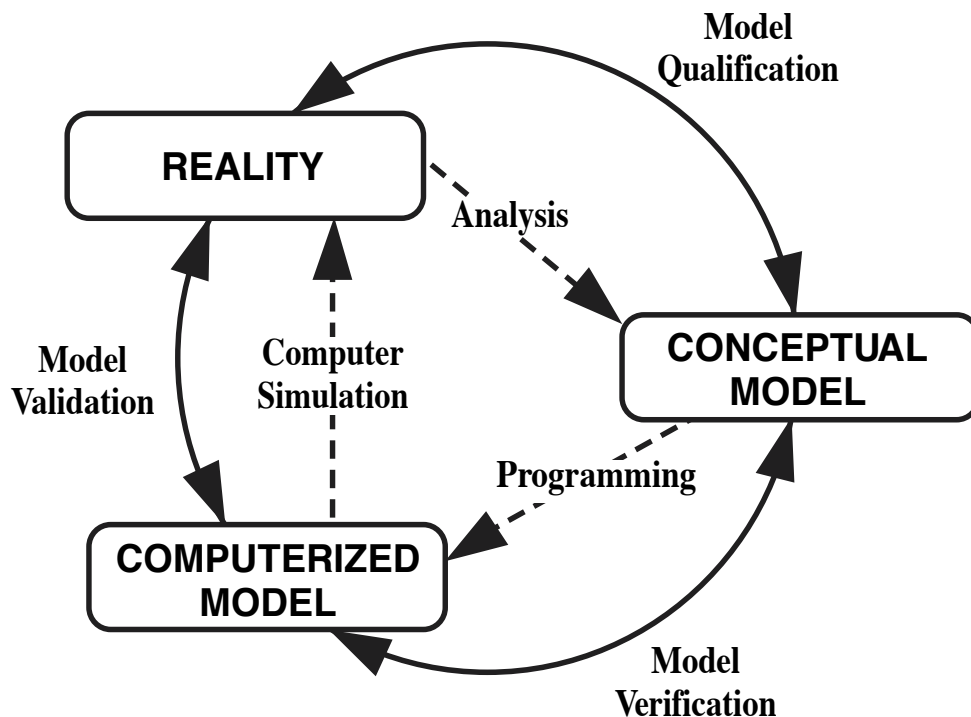 Model
Qualification
REALITY
Analysis
CONCEPTUAL
MODEL
Model
Validation
Computer
Simulation
Programming
COMPUTERIZED
MODEL
Model
Verification